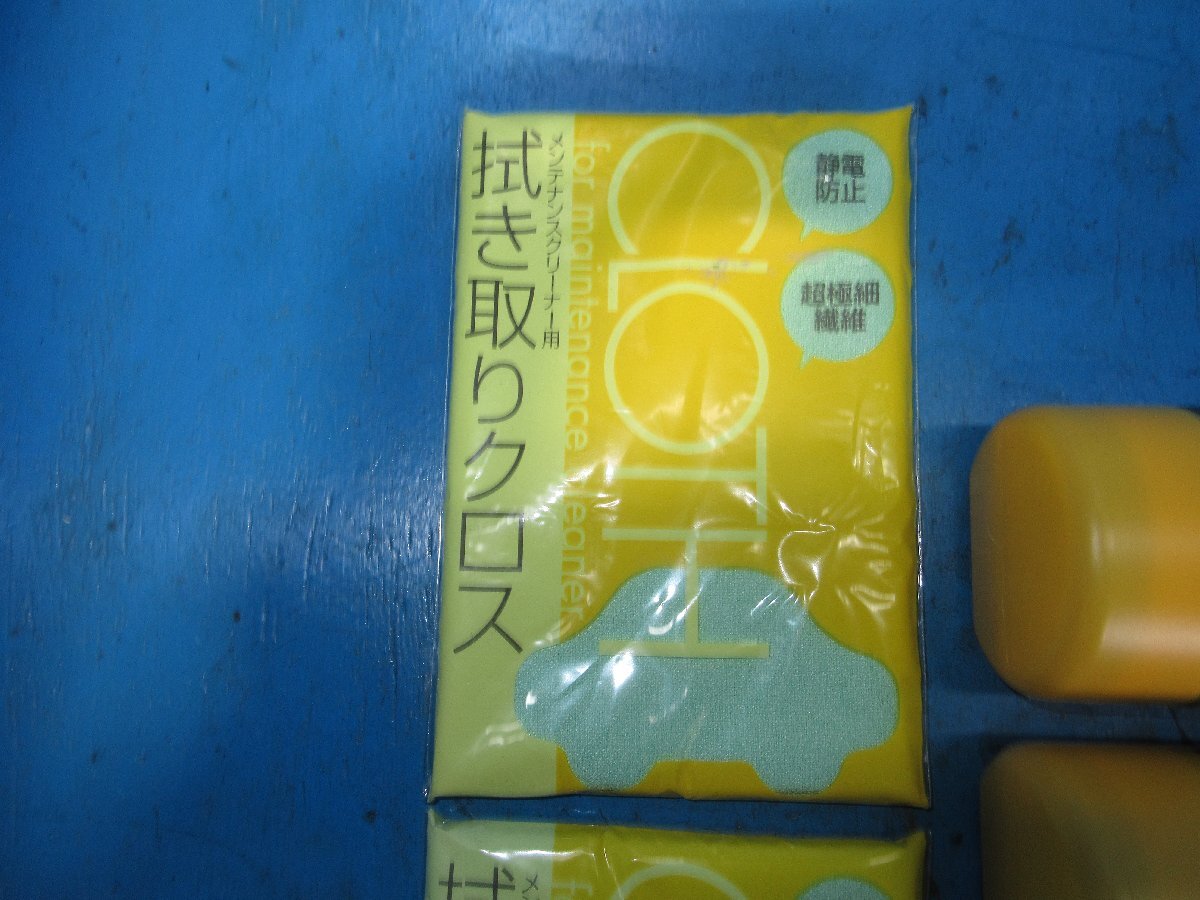 静電
防止
超極細
繊維
CLOTH
for maintenance cleaner
メンテナンスクリーナー用
拭き取りクロス